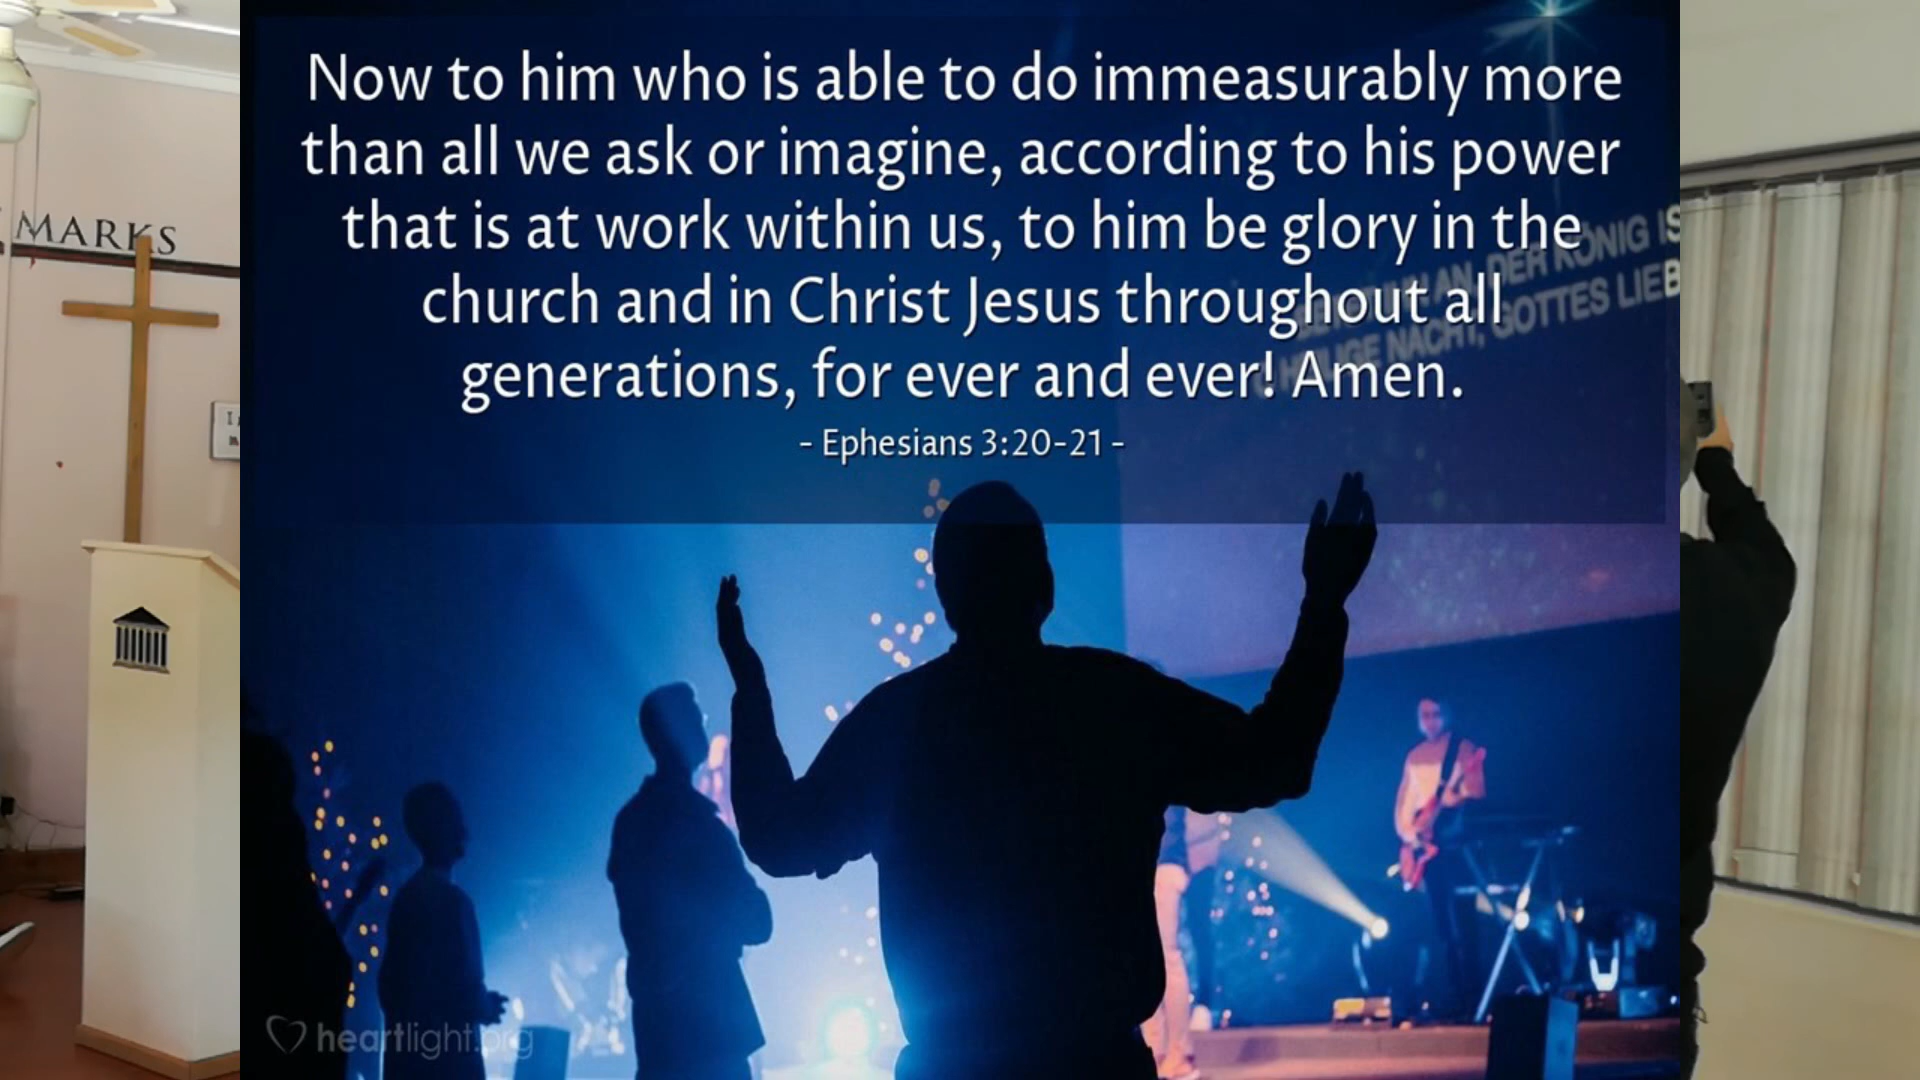 Now to him who is able to do immeasurably more
than all we ask or imagine, according to his power
that is at work within us, to him be glory in the
church and in Christ Jesus throughout all
generations, for ever and ever! Amen.
- Ephesians 3:20-21 -
MARKS
AN, DER KÖNIG IS
HEILIGE NACHT, GOTTES LIEB
heartlight.org